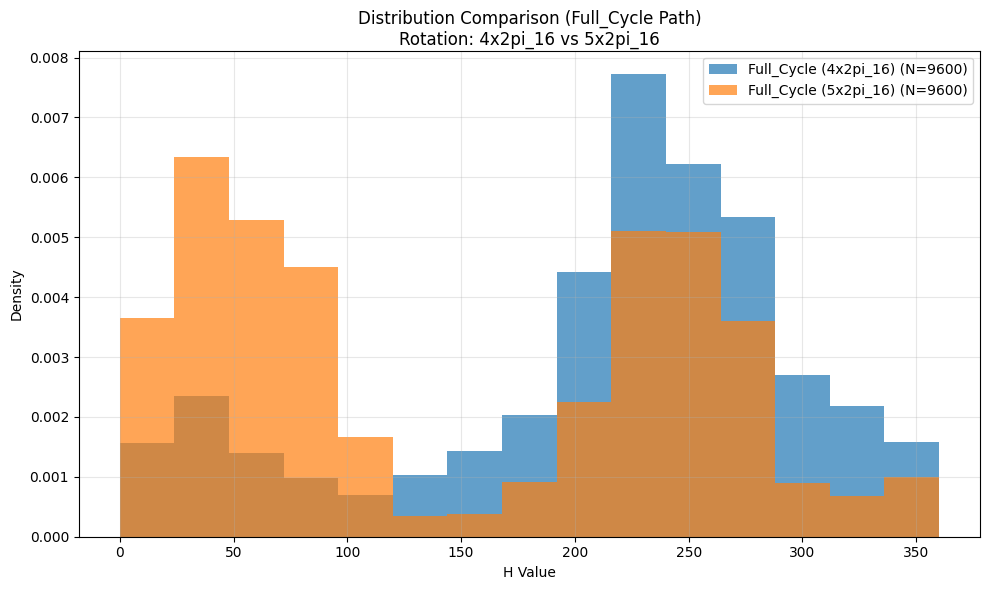 Distribution Comparison (Full_Cycle Path)
Rotation: 4x2pi_16 vs 5x2pi_16
Full_Cycle (4x2pi_16) (N=9600)
Full_Cycle (5x2pi_16) (N=9600)
0.008
0.007
0.006
0.005
0.004
0.003
0.002
0.001
0.000
Density
0 50 100 150 200 250 300 350
H Value